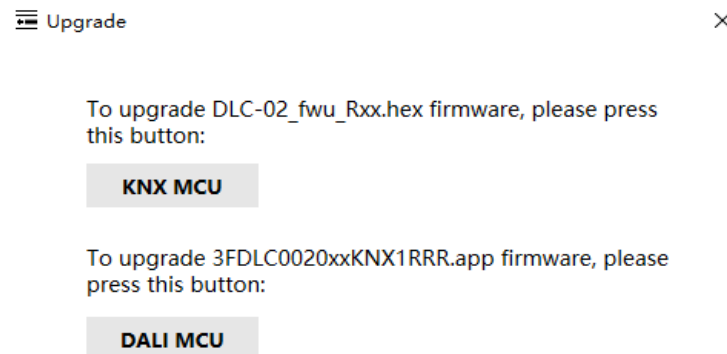 Upgrade
To upgrade DLC-02_fwu_Rxx.hex firmware, please press
this button:
KNX MCU
To upgrade 3FDLC0020xxKNX1RRR.app firmware, please
press this button:
DALI MCU